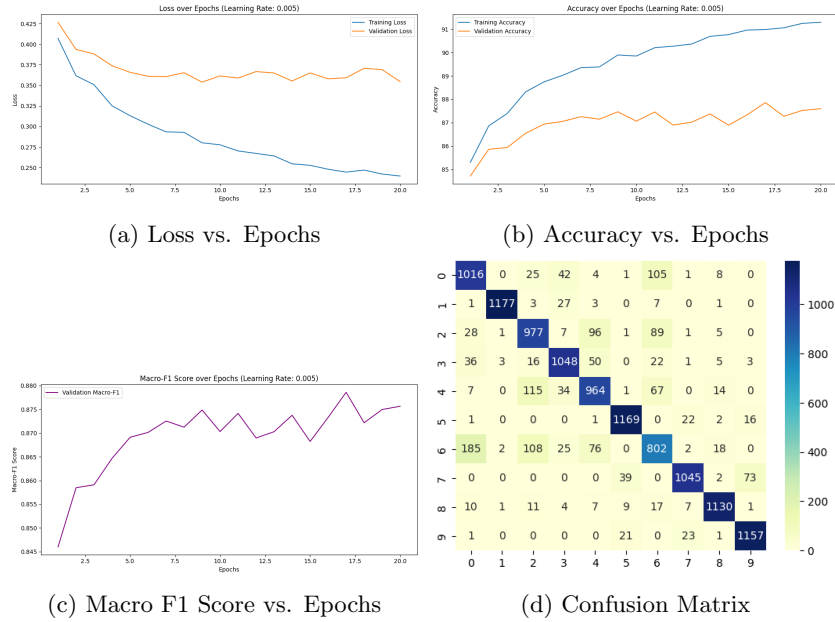 Loss over Epochs (Learning Rate: 0.005)
Training Loss
Validation Loss
0.425
0.400
0.375
0.350
0.325
0.300
0.275
0.250
Loss
2.5 5.0 7.5 10.0 12.5 15.0 17.5 20.0
Epochs
(a) Loss vs. Epochs
Accuracy over Epochs (Learning Rate: 0.005)
Training Accuracy
Validation Accuracy
91
90
89
88
87
86
85
Accuracy
2.5 5.0 7.5 10.0 12.5 15.0 17.5 20.0
Epochs
(b) Accuracy vs. Epochs
Macro-F1 Score over Epochs (Learning Rate: 0.005)
Validation Macro-F1
0.880
0.875
0.870
0.865
0.860
0.855
0.850
0.845
Macro-F1 Score
2.5 5.0 7.5 10.0 12.5 15.0 17.5 20.0
Epochs
(c) Macro F1 Score vs. Epochs
0 1016 0 25 42 4 1 105 1 8 0
1 1 1177 3 27 3 0 7 0 1 0
2 28 1 977 7 96 1 89 0 5 0
3 36 3 16 1048 50 0 22 1 5 3
4 7 0 115 34 964 1 67 0 14 0
5 1 0 0 0 1 1169 0 22 2 16
6 185 2 108 25 76 0 802 2 18 0
7 0 0 0 0 0 39 0 1045 2 73
8 10 1 11 4 7 9 17 7 1130 1
9 1 0 0 0 0 21 0 23 1 1157
0 1 2 3 4 5 6 7 8 9
1000
800
600
400
200
0
(d) Confusion Matrix